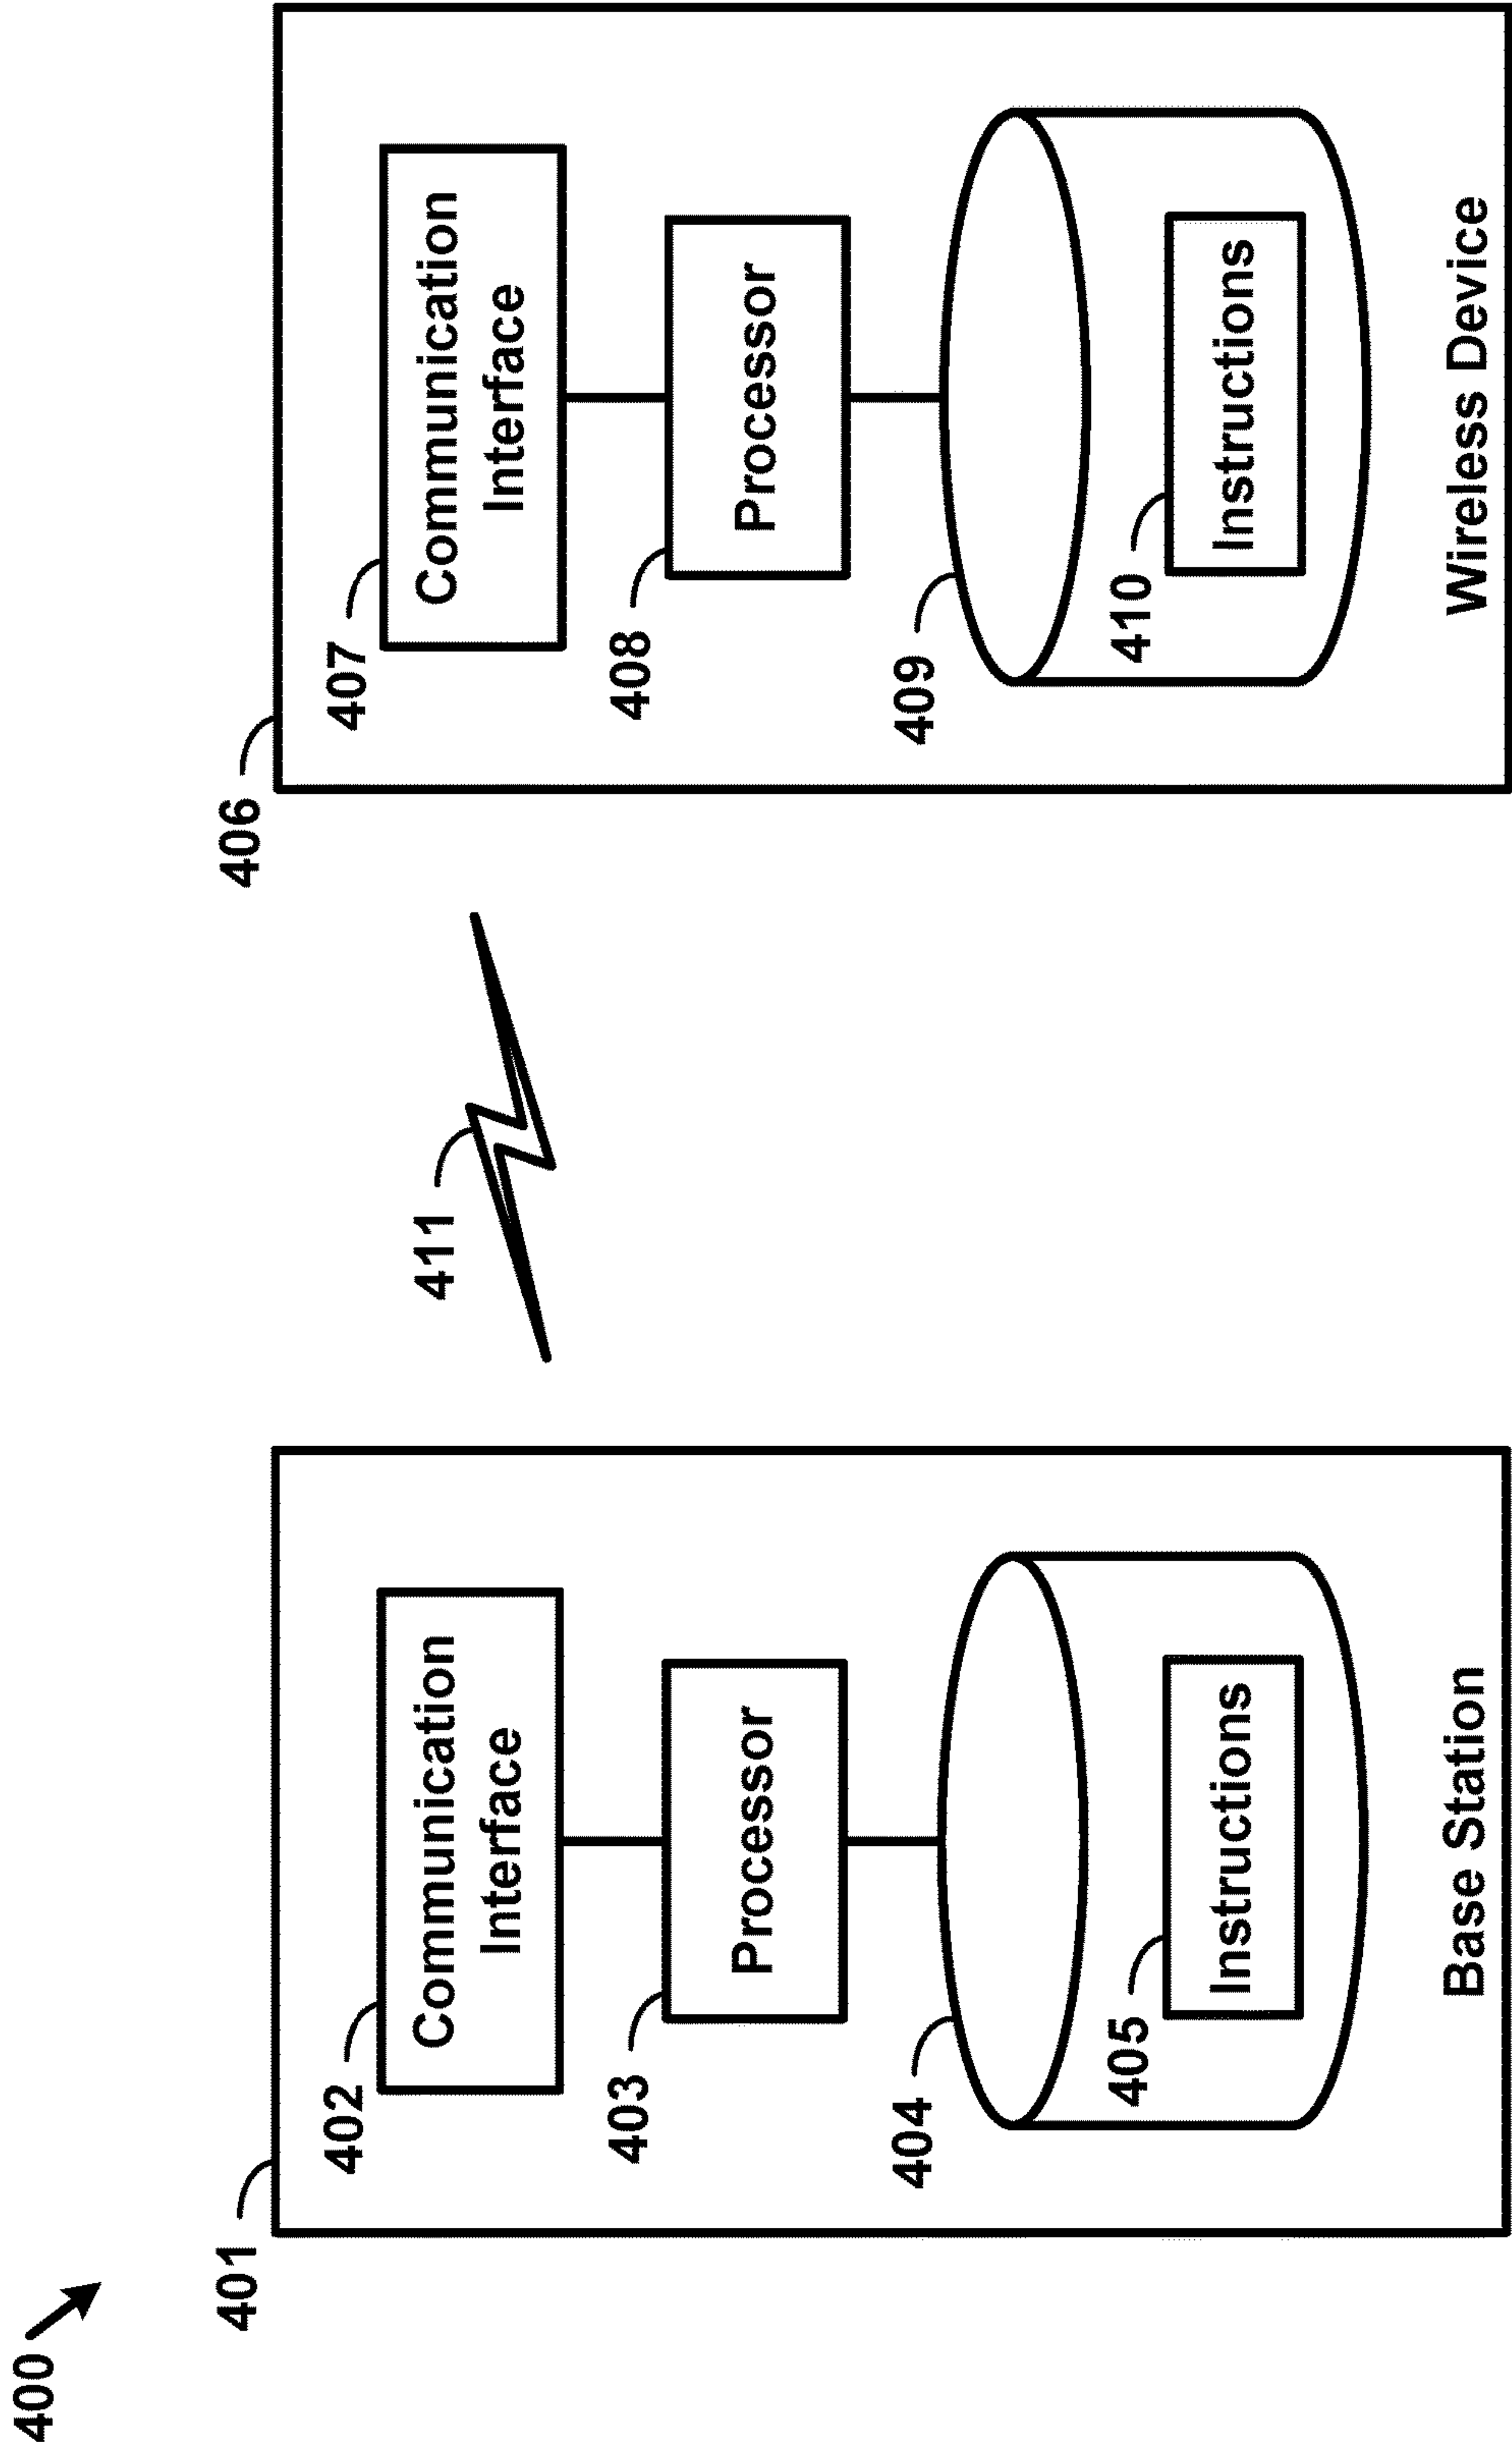 400
401
402
Communication
Interface
403
Processor
404
405
Instructions
Base Station
411
406
407
Communication
Interface
408
Processor
409
410
Instructions
Wireless Device